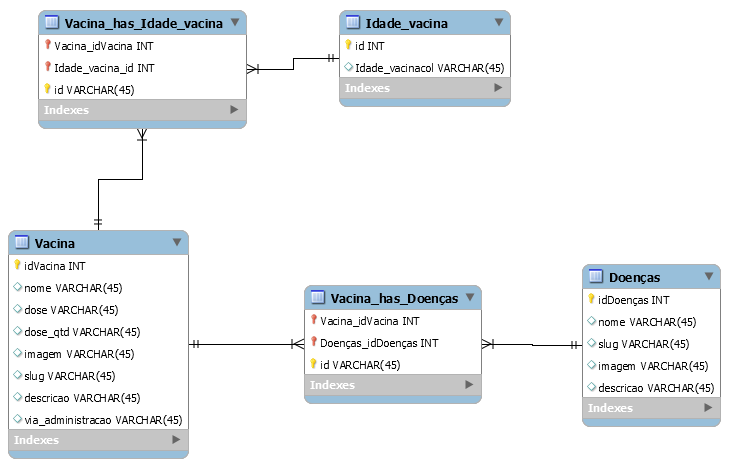 Vacina_has_Idade_vacina
Vacina_idVacina INT
Idade_vacina_id INT
id VARCHAR(45)
Indexes
Idade_vacina
id INT
Idade_vacinacol VARCHAR(45)
Indexes
Vacina
idVacina INT
nome VARCHAR(45)
dose VARCHAR(45)
dose_qtd VARCHAR(45)
imagem VARCHAR(45)
slug VARCHAR(45)
descricao VARCHAR(45)
via_administracao VARCHAR(45)
Indexes
Vacina_has_Doenças
Vacina_idVacina INT
Doenças_idDoenças INT
id VARCHAR(45)
Indexes
Doenças
idDoenças INT
nome VARCHAR(45)
slug VARCHAR(45)
imagem VARCHAR(45)
descricao VARCHAR(45)
Indexes